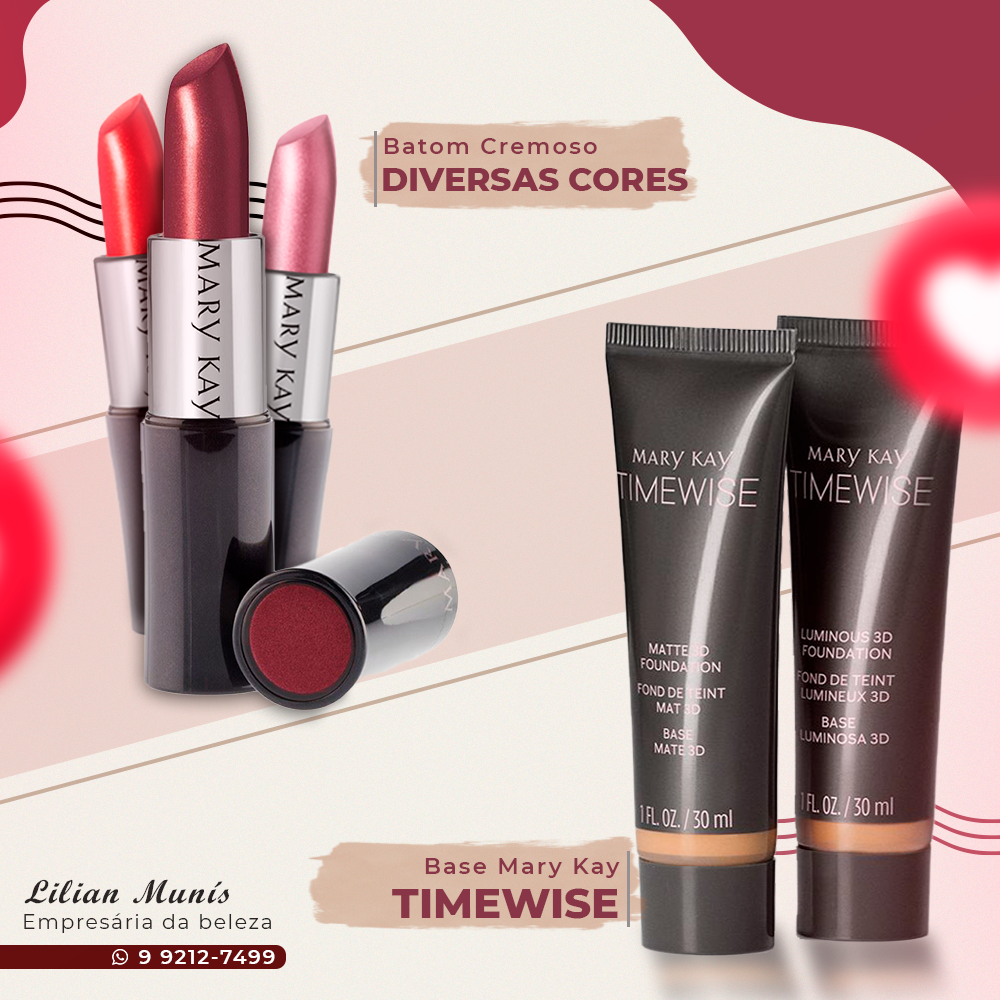 Batom Cremoso
DIVERSAS CORES
MARY KAY
MARY KAY
MARY KAY
MARY KAY
TIMEWISE
MATTE 3D
FOUNDATION
FOND DE TEINT
MAT 3D
BASE
MATE 3D
1 FL. OZ. / 30 ml
MARY KAY
TIMEWISE
LUMINOUS 3D
FOUNDATION
FOND DE TEINT
LUMINEUX 3D
BASE
LUMINOSA 3D
1 FL. OZ. / 30 ml
Base Mary Kay
TIMEWISE
Lilian Munís
Empresária da beleza
9 9212-7499